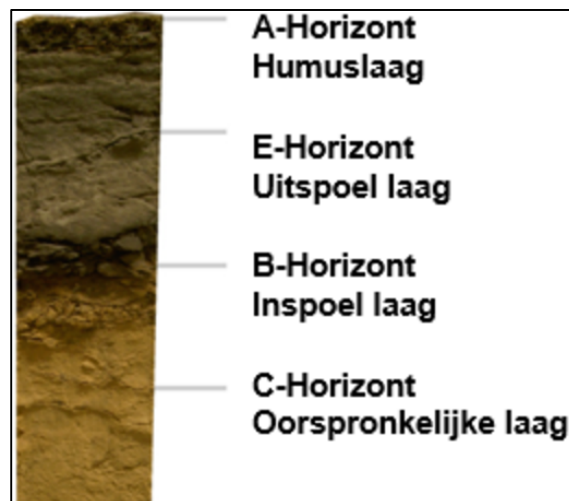 A-Horizont
Humuslaag
E-Horizont
Uitspoel laag
B-Horizont
Inspoel laag
C-Horizont
Oorspronkelijke laag